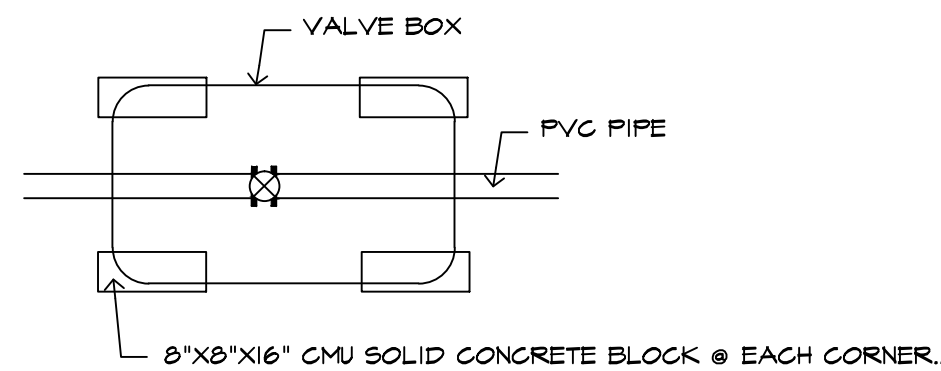 VALVE BOX
PVC PIPE
8"X8"X16" CMU SOLID CONCRETE BLOCK @ EACH CORNER.